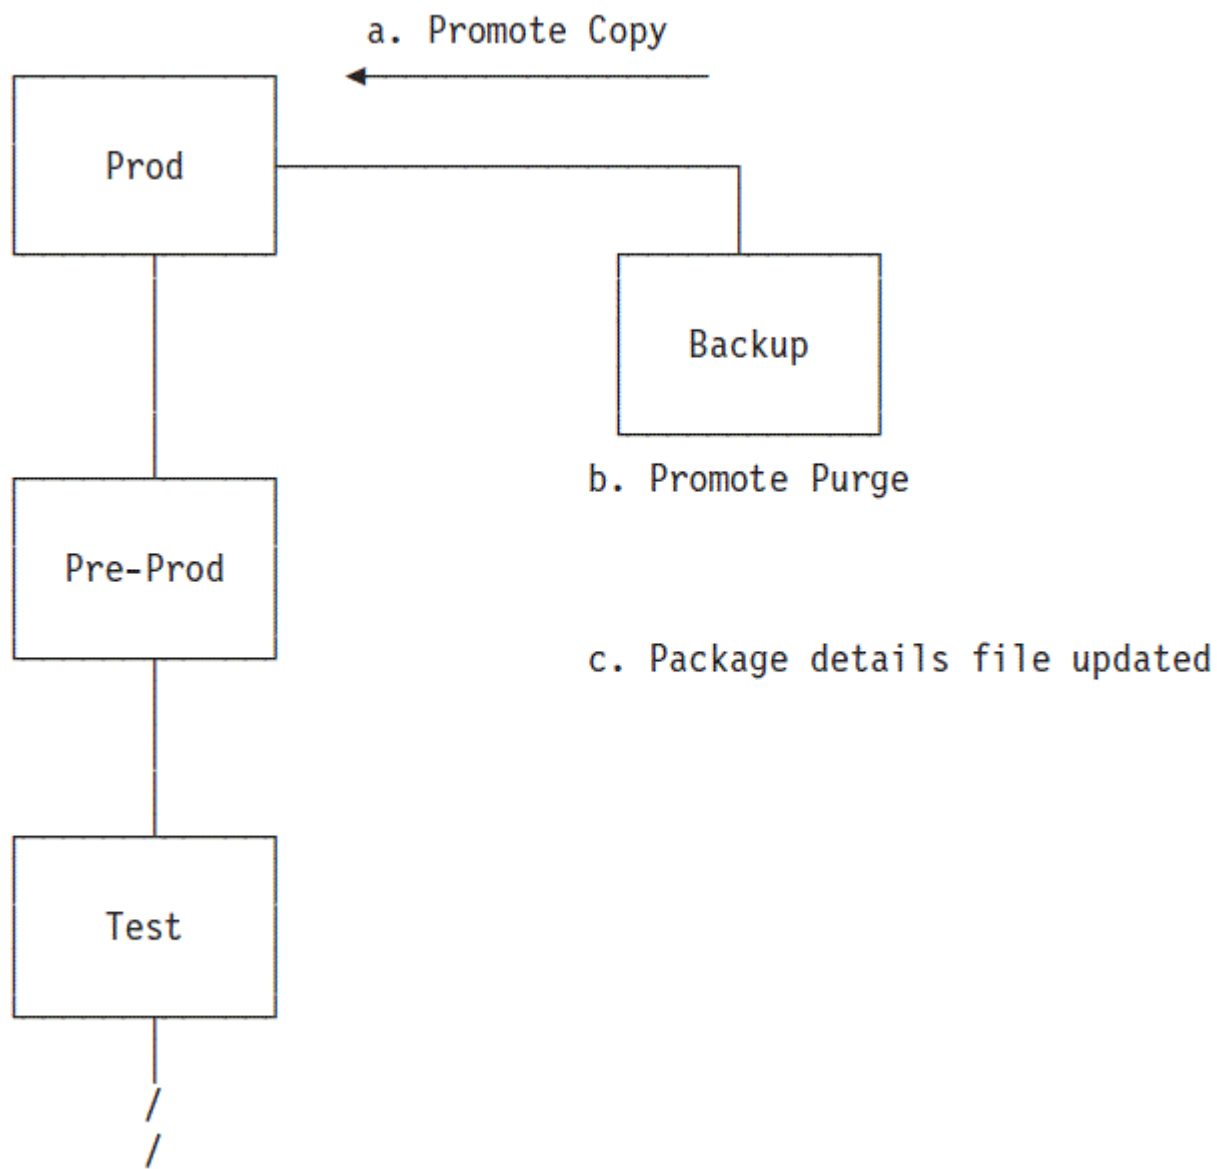 a. Promote Copy
Prod
Backup
b. Promote Purge
Pre-Prod
c. Package details file updated
Test
/
/